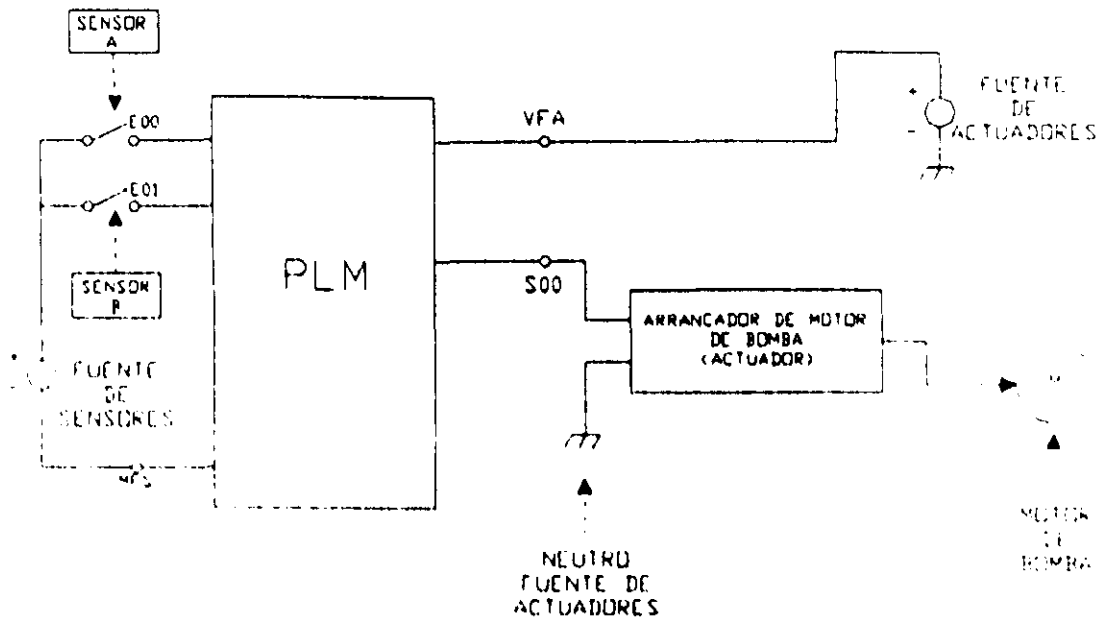 SENSOR
A
E00
E01
SENSOR
FUENTE
DE
SENSORES
PLM
VFA
S00
FUENTE
DE
ACTUADORES
ARRANCADOR DE MOTOR
DE BOMBA
(ACTUADOR)
NEUTRO
FUENTE DE
ACTUADORES
MOTOR
DE
BOMBA